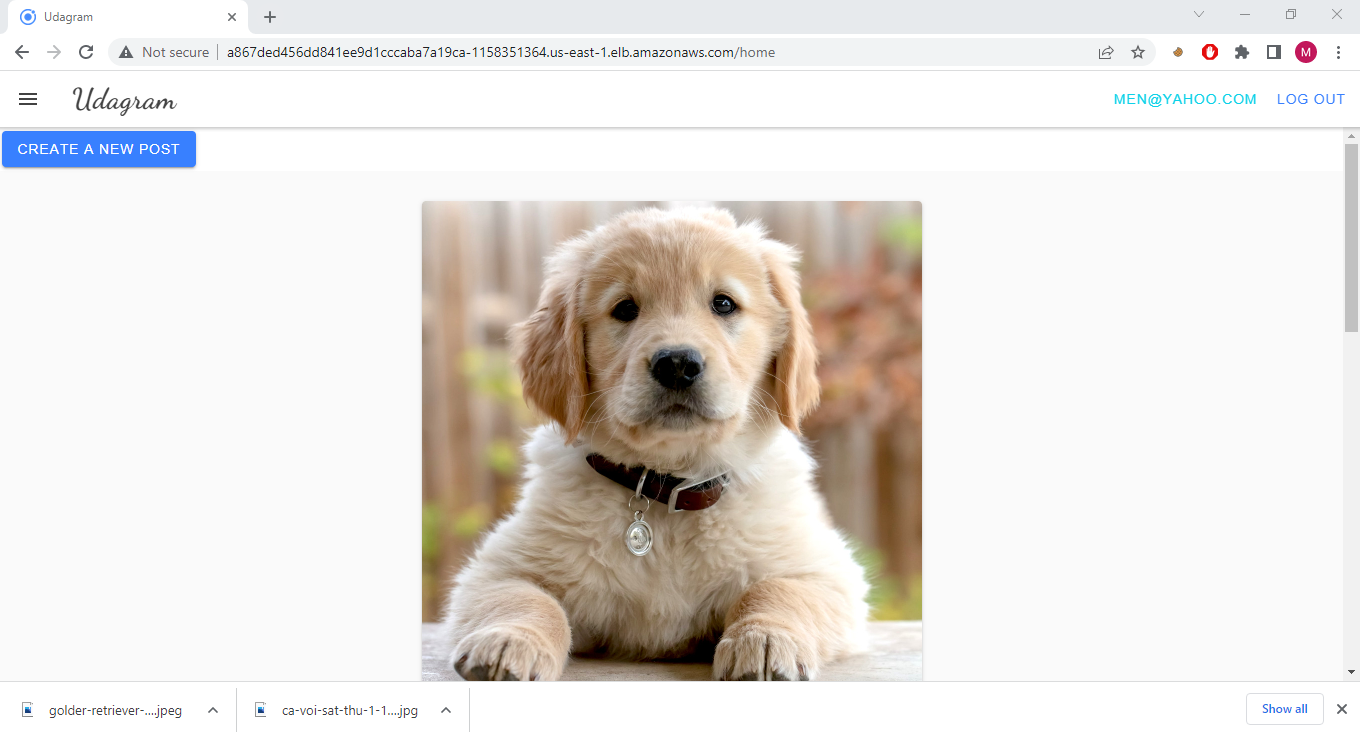 Udagram
Not secure a867ded456dd841ee9d1cccaba7a19ca-1158351364.us-east-1.elb.amazonaws.com/home
M
Udagram
MEN@YAHOO.COM LOG OUT
CREATE A NEW POST
golder-retriever-....jpeg ca-voi-sat-thu-1-1....jpg Show all